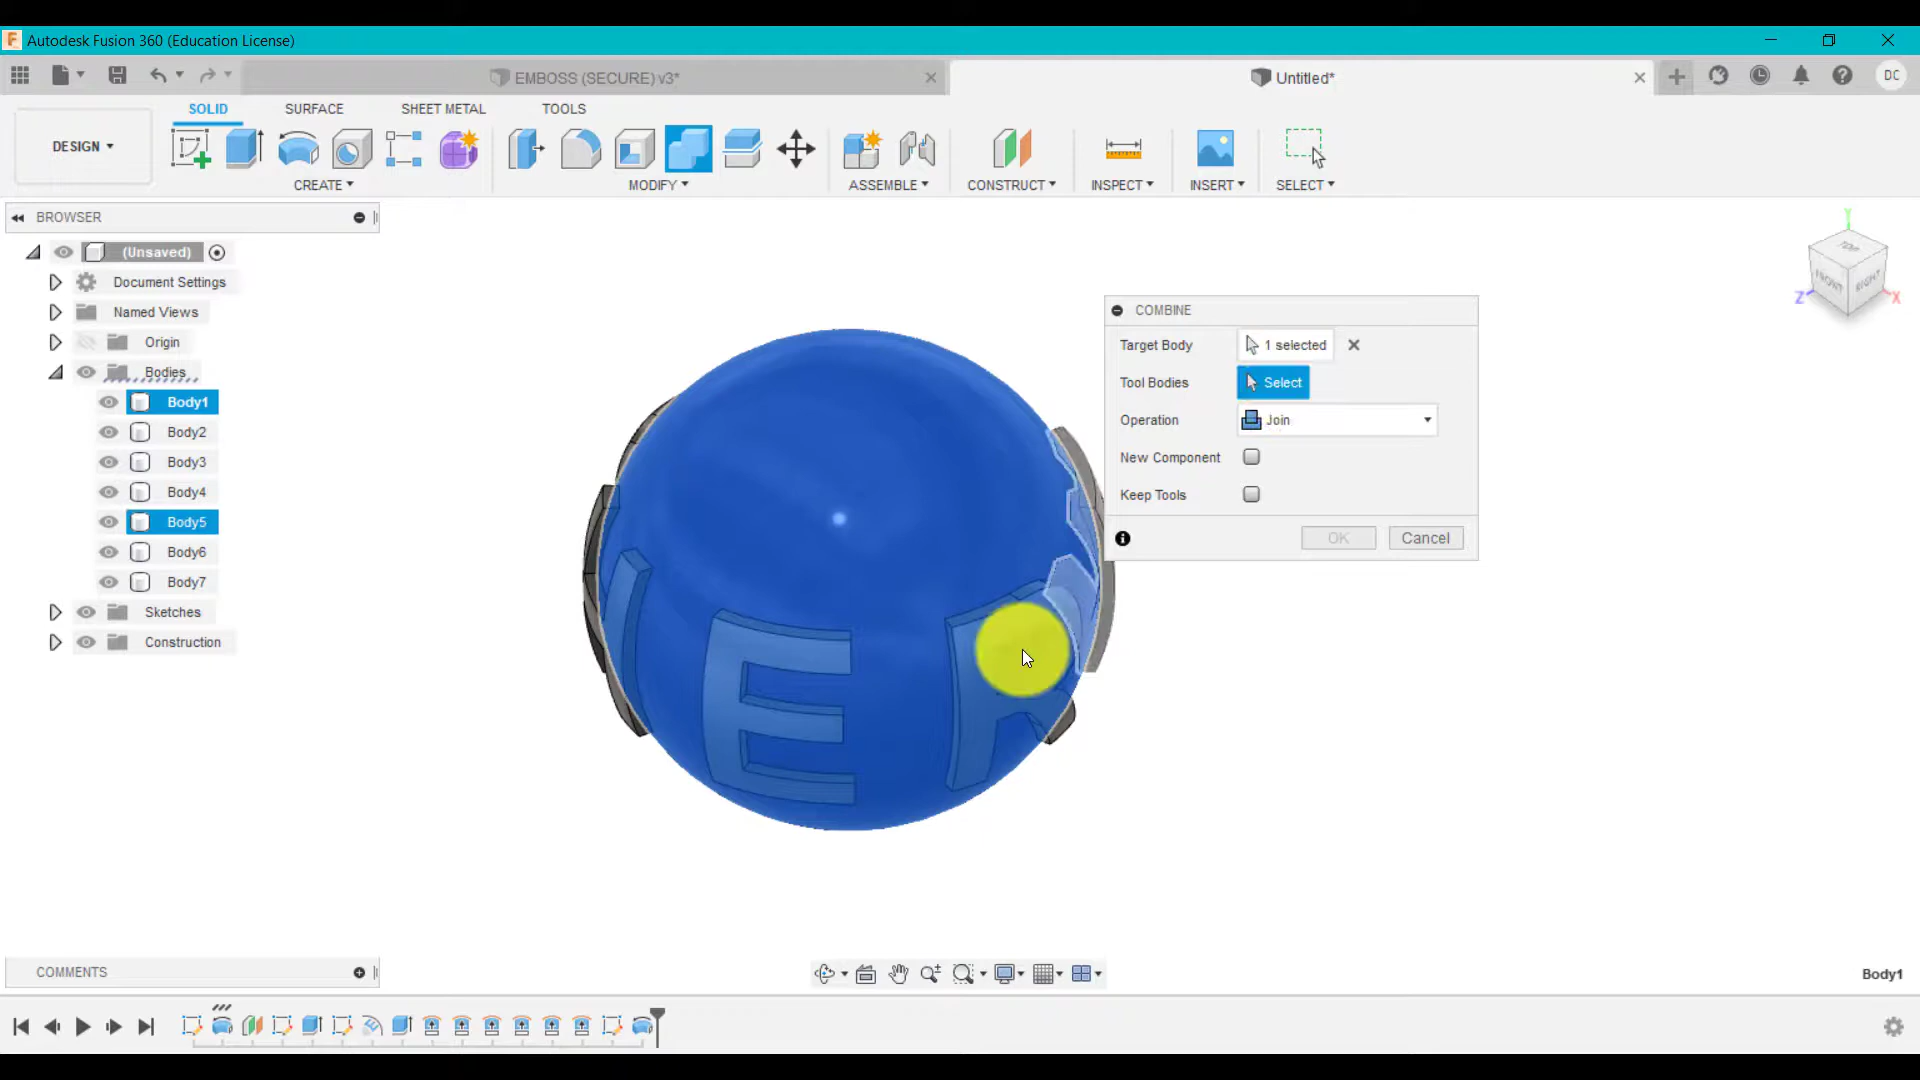 Autodesk Fusion 360 (Education License)
EMBOSS (SECURE) v3*
Untitled*
DC
SOLID
SURFACE
SHEET METAL
TOOLS
DESIGN
CREATE
MODIFY
ASSEMBLE
CONSTRUCT
INSPECT
INSERT
SELECT
BROWSER
(Unsaved)
Document Settings
Named Views
Origin
Bodies
Body1
Body2
Body3
Body4
Body5
Body6
Body7
Sketches
Construction
COMBINE
Target Body
1 selected
Tool Bodies
Select
Operation
Join
New Component
Keep Tools
OK
Cancel
Y
TOP
FRONT
RIGHT
Z
X
I E R
COMMENTS
Body1